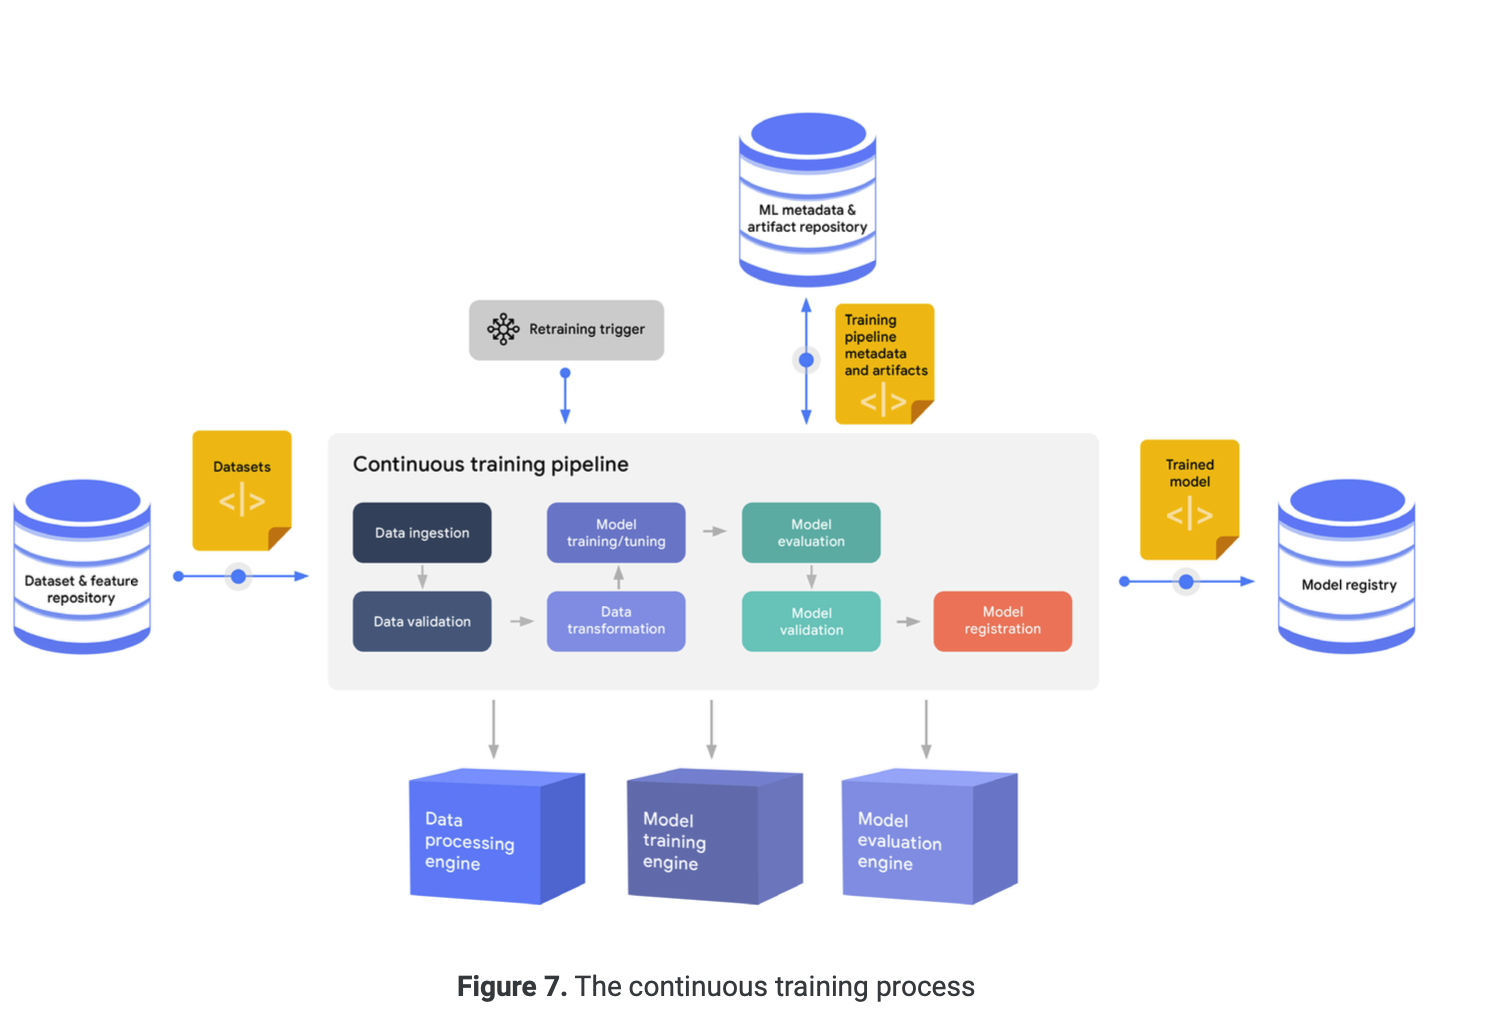 ML metadata &
artifact repository
Retraining trigger
Training
pipeline
metadata
and artifacts
</>
Datasets
</>
Dataset & feature
repository
Continuous training pipeline
Data ingestion
Data validation
Model
training/tuning
Data
transformation
Model
evaluation
Model
validation
Model
registration
Trained
model
</>
Model registry
Data
processing
engine
Model
training
engine
Model
evaluation
engine
Figure 7. The continuous training process